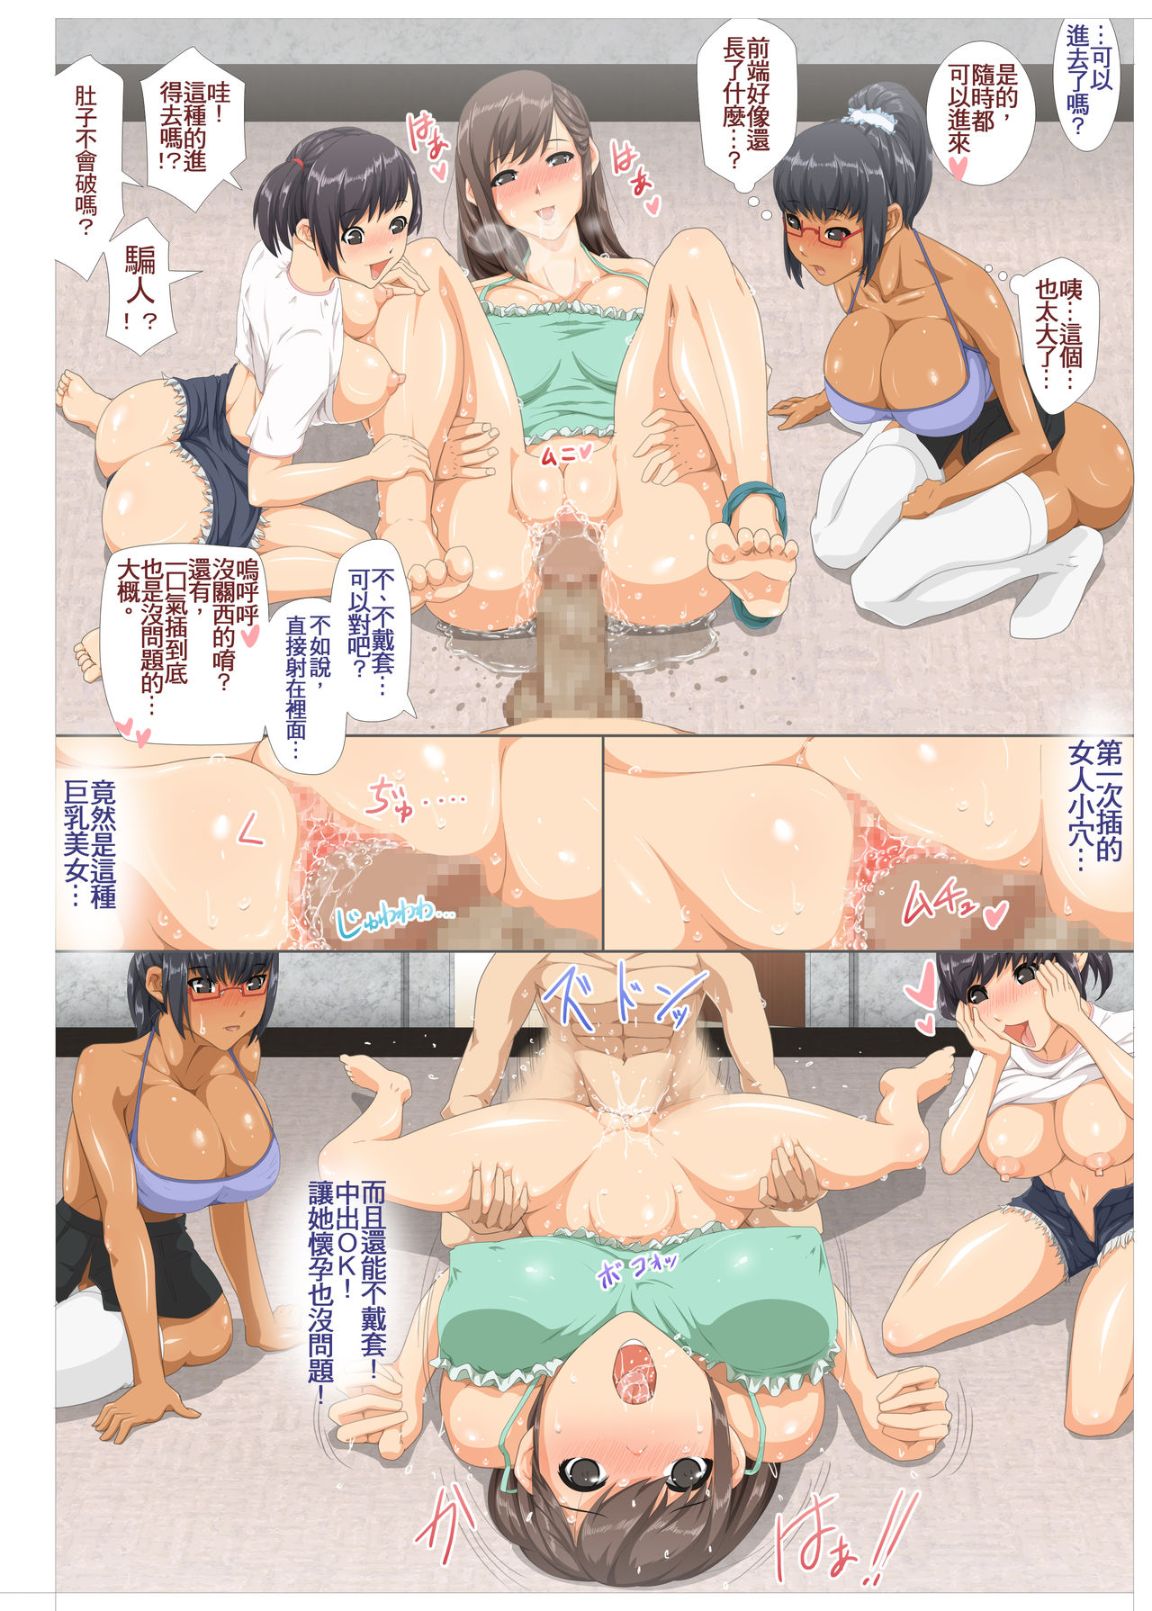 …可以
進去了嗎？
是的，
隨時都
可以進來
前端好像還
長了什麼…？
咦…這個…
也太大了…
哇！
這種的進
得去嗎!?
肚子不會破嗎？
騙人！？
はぁ
はぁ
ムニ
不、不戴套…
可以對吧？
不如說，
直接射在裡面…
嗚呼呼
沒關西的唷？
還有，
一口氣插到底
也是沒問題的…
大概。
第一次插的
女人小穴…
ムチュ
竟然是這種
巨乳美女…
ぢゅ‥‥
く
じゅわわわ…
ズドンッ
而且還能不戴套！
中出OK！
讓她懷孕也沒問題！
ボコォッ
か
はぁ!!